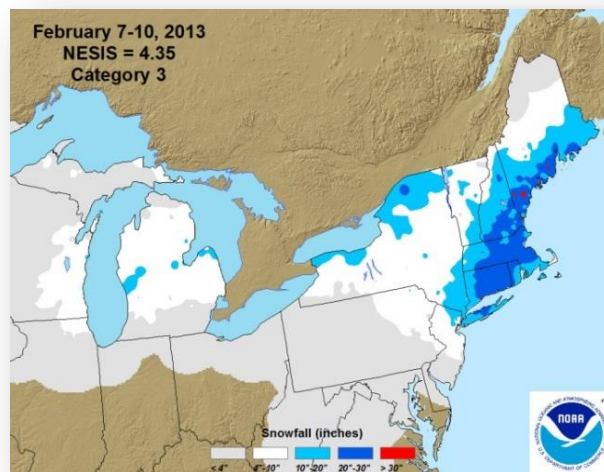 February 7-10, 2013
NESIS = 4.35
Category 3
Snowfall (inches)
< 4" 4"-10" 10"-20" 20"-30" > 30"
NOAA